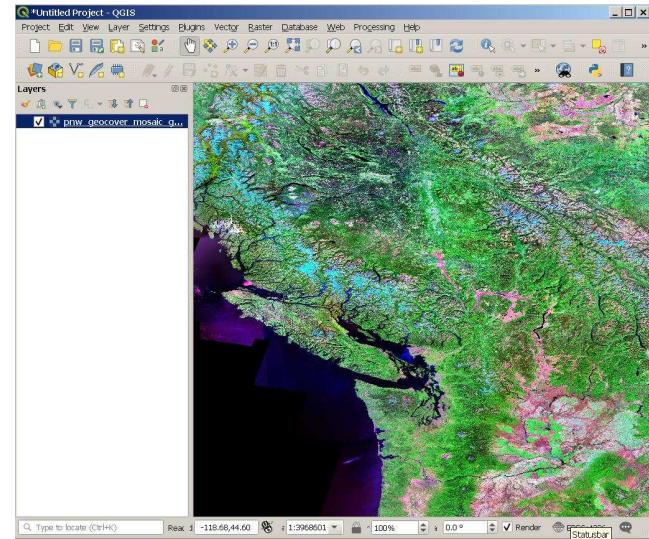 *Untitled Project - QGIS
Project Edit View Layer Settings Plugins Vector Raster Database Web Processing Help
Layers
pnw_geocover_mosaic_g...
Type to locate (Ctrl+K) Reac -118.68,44.60 1:3968601 100% 0.0 ° Render
Statusbar